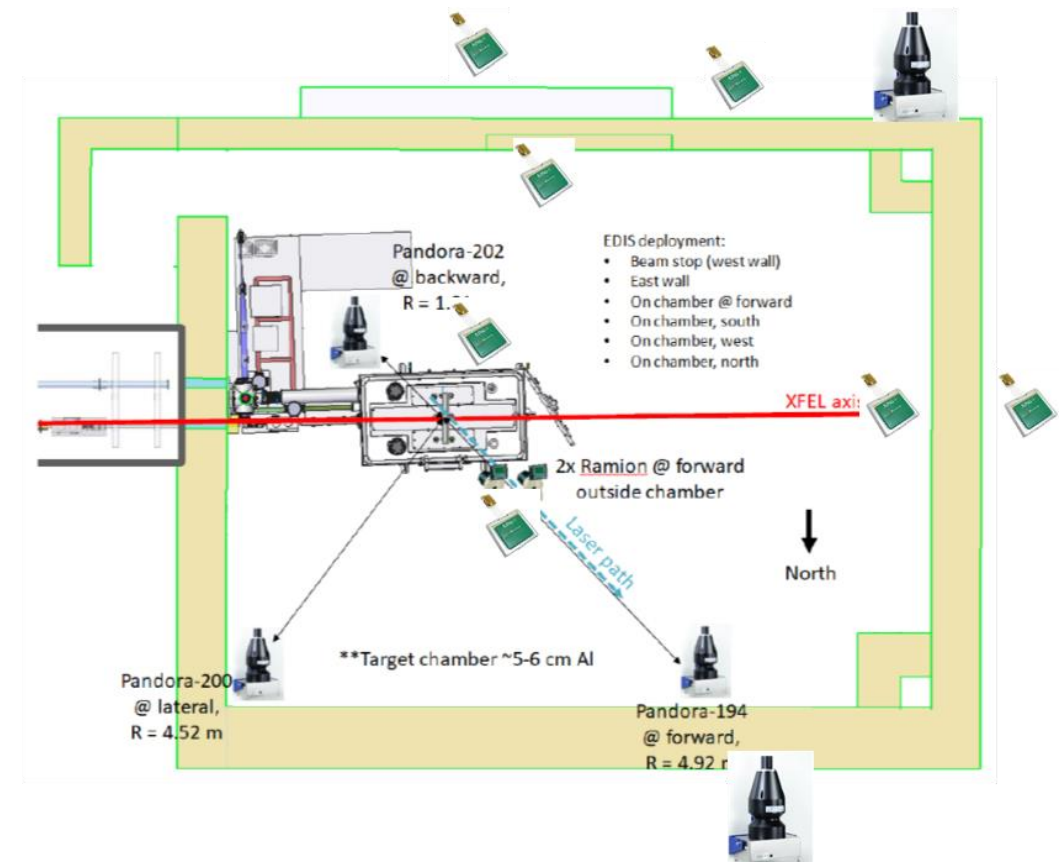 Pandora-202
@ backward,
R = 1.
EDIS deployment:
• Beam stop (west wall)
• East wall
• On chamber @ forward
• On chamber, south
• On chamber, west
• On chamber, north
XFEL axis
2x Ramion @ forward
outside chamber
Laser path
North
**Target chamber ~5-6 cm Al
Pandora-200
@ lateral,
R = 4.52 m
Pandora-194
@ forward,
R = 4.92 m